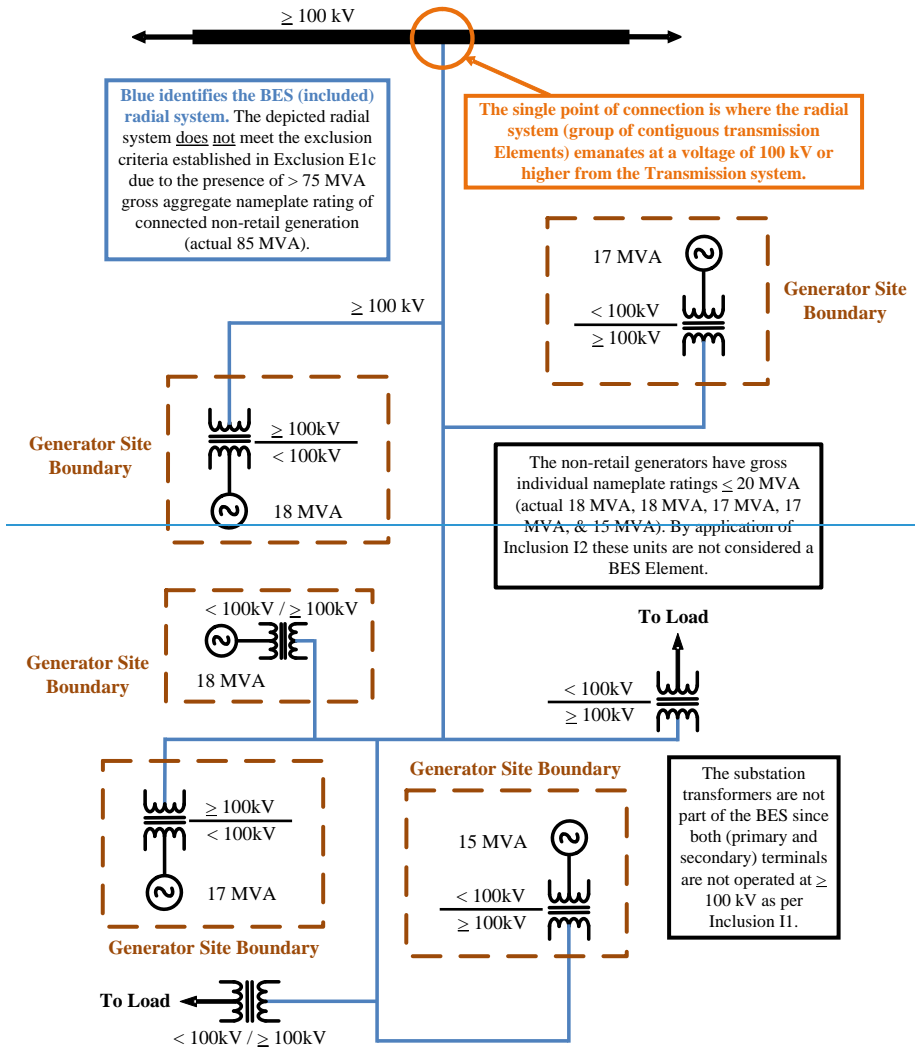 ≥ 100 kV
Blue identifies the BES (included)
radial system. The depicted radial
system does not meet the exclusion
criteria established in Exclusion E1c
due to the presence of > 75 MVA
gross aggregate nameplate rating of
connected non-retail generation
(actual 85 MVA).
The single point of connection is where the radial
system (group of contiguous transmission
Elements) emanates at a voltage of 100 kV or
higher from the Transmission system.
17 MVA
< 100kV
≥ 100kV
Generator Site
Boundary
≥ 100 kV
Generator Site
Boundary
≥ 100kV
< 100kV
18 MVA
The non-retail generators have gross
individual nameplate ratings ≤ 20 MVA
(actual 18 MVA, 18 MVA, 17 MVA, 17
MVA, & 15 MVA). By application of
Inclusion I2 these units are not considered a
BES Element.
< 100kV / ≥ 100kV
18 MVA
Generator Site
Boundary
To Load
< 100kV
≥ 100kV
≥ 100kV
< 100kV
17 MVA
Generator Site Boundary
Generator Site Boundary
15 MVA
< 100kV
≥ 100kV
The substation
transformers are not
part of the BES since
both (primary and
secondary) terminals
are not operated at ≥
100 kV as per
Inclusion I1.
To Load
< 100kV / ≥ 100kV